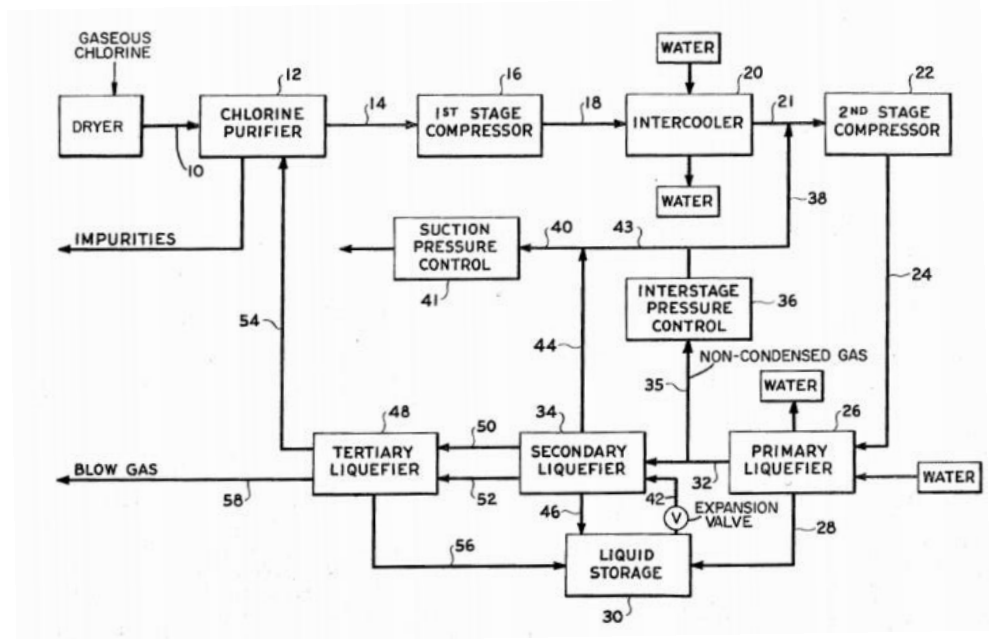 GASEOUS
CHLORINE
DRYER
10
12
CHLORINE
PURIFIER
14
16
1ST STAGE
COMPRESSOR
18
WATER
20
INTERCOOLER
WATER
21
22
2ND STAGE
COMPRESSOR
38
24
IMPURITIES
SUCTION
PRESSURE
CONTROL
41
40
43
INTERSTAGE
PRESSURE
CONTROL
36
54
44
35
NON-CONDENSED GAS
WATER
48
TERTIARY
LIQUEFIER
50
52
34
SECONDARY
LIQUEFIER
32
26
PRIMARY
LIQUEFIER
WATER
BLOW GAS
58
46
42
V
EXPANSION
VALVE
28
56
LIQUID
STORAGE
30